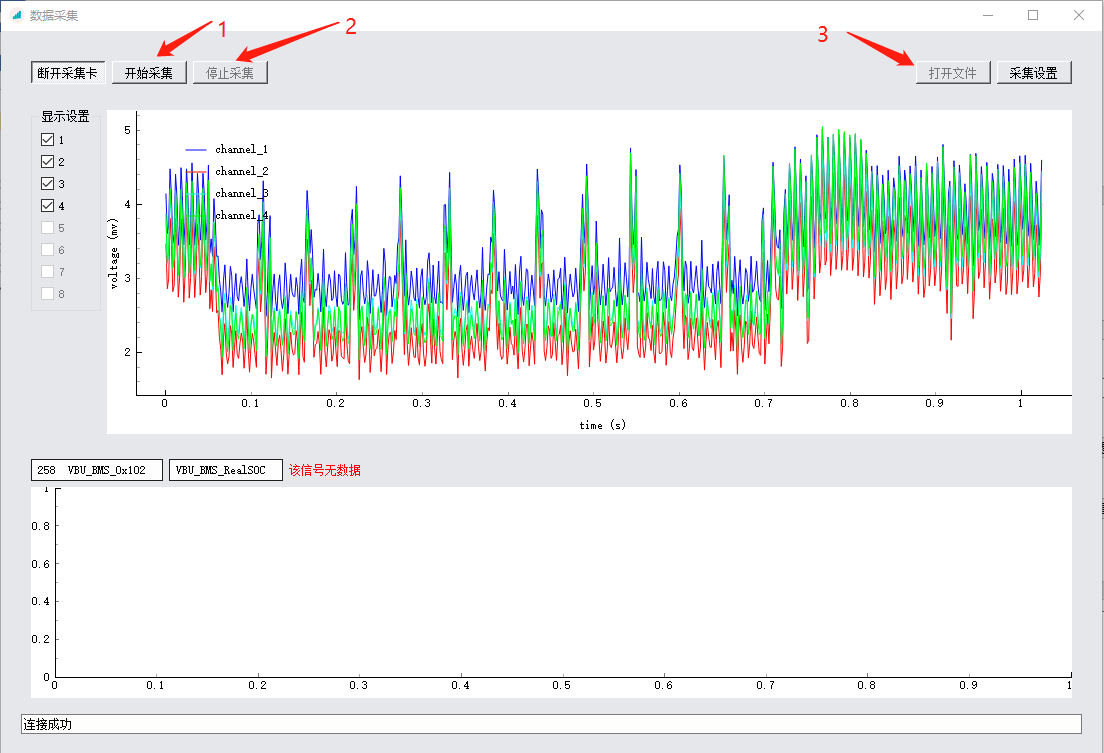 数据采集
1
2
3
断开采集卡 开始采集 停止采集 打开文件 采集设置
显示设置
1
2
3
4
5
6
7
8
channel_1
channel_2
channel_3
channel_4
voltage (mv)
5
4
3
2
0 0.1 0.2 0.3 0.4 0.5 0.6 0.7 0.8 0.9 1
time (s)
258 VBU_BMS_0x102 VBU_BMS_RealSOC 该信号无数据
1
0.8
0.6
0.4
0.2
0
0 0.1 0.2 0.3 0.4 0.5 0.6 0.7 0.8 0.9 1
连接成功